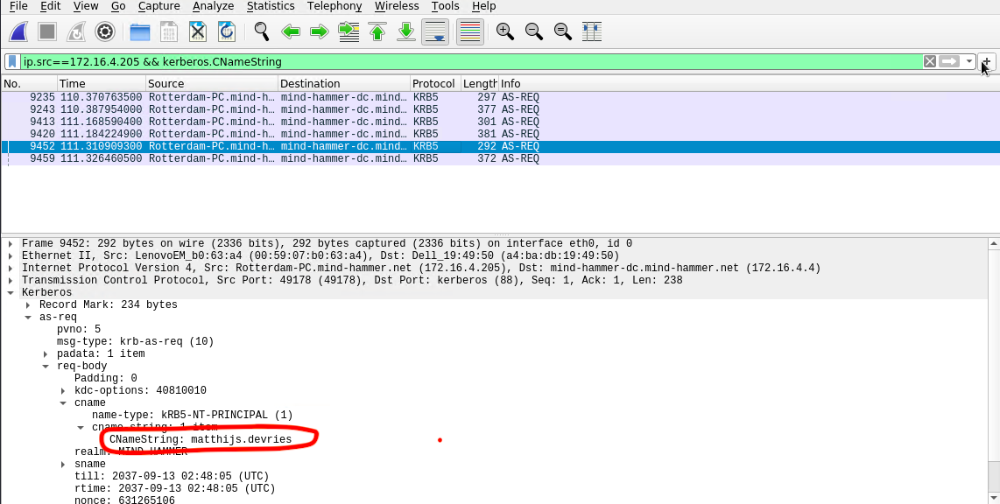 File Edit View Go Capture Analyze Statistics Telephony Wireless Tools Help
ip.src==172.16.4.205 && kerberos.CNameString
No. Time Source Destination Protocol Length Info
9235 110.370763500 Rotterdam-PC.mind-h… mind-hammer-dc.mind… KRB5 297 AS-REQ
9243 110.387954000 Rotterdam-PC.mind-h… mind-hammer-dc.mind… KRB5 377 AS-REQ
9413 111.168590400 Rotterdam-PC.mind-h… mind-hammer-dc.mind… KRB5 301 AS-REQ
9420 111.184224900 Rotterdam-PC.mind-h… mind-hammer-dc.mind… KRB5 381 AS-REQ
9452 111.310909300 Rotterdam-PC.mind-h… mind-hammer-dc.mind… KRB5 292 AS-REQ
9459 111.326460500 Rotterdam-PC.mind-h… mind-hammer-dc.mind… KRB5 372 AS-REQ
Frame 9452: 292 bytes on wire (2336 bits), 292 bytes captured (2336 bits) on interface eth0, id 0
Ethernet II, Src: LenovoEM_b0:63:a4 (00:59:07:b0:63:a4), Dst: Dell_19:49:50 (a4:ba:db:19:49:50)
Internet Protocol Version 4, Src: Rotterdam-PC.mind-hammer.net (172.16.4.205), Dst: mind-hammer-dc.mind-hammer.net (172.16.4.4)
Transmission Control Protocol, Src Port: 49178 (49178), Dst Port: kerberos (88), Seq: 1, Ack: 1, Len: 238
Kerberos
Record Mark: 234 bytes
as-req
pvno: 5
msg-type: krb-as-req (10)
padata: 1 item
req-body
Padding: 0
kdc-options: 40810010
cname
name-type: kRB5-NT-PRINCIPAL (1)
cname-string: 1 item
CNameString: matthijs.devries
realm: MIND-HAMMER
sname
till: 2037-09-13 02:48:05 (UTC)
rtime: 2037-09-13 02:48:05 (UTC)
nonce: 631265106